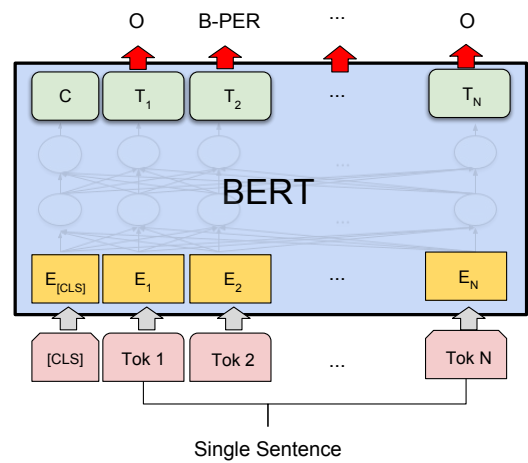 O B-PER ... O
C T1 T2 ... TN
...
BERT
...
E[CLS] E1 E2 ... EN
[CLS] Tok 1 Tok 2 ... Tok N
Single Sentence